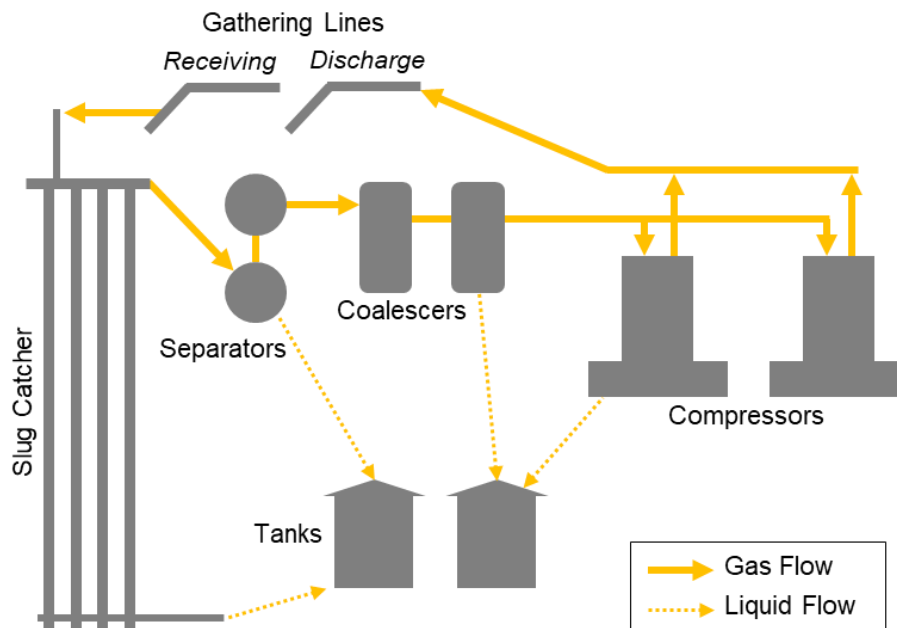 Gathering Lines
Receiving
Discharge
Separators
Coalescers
Compressors
Slug Catcher
Tanks
Gas Flow
Liquid Flow